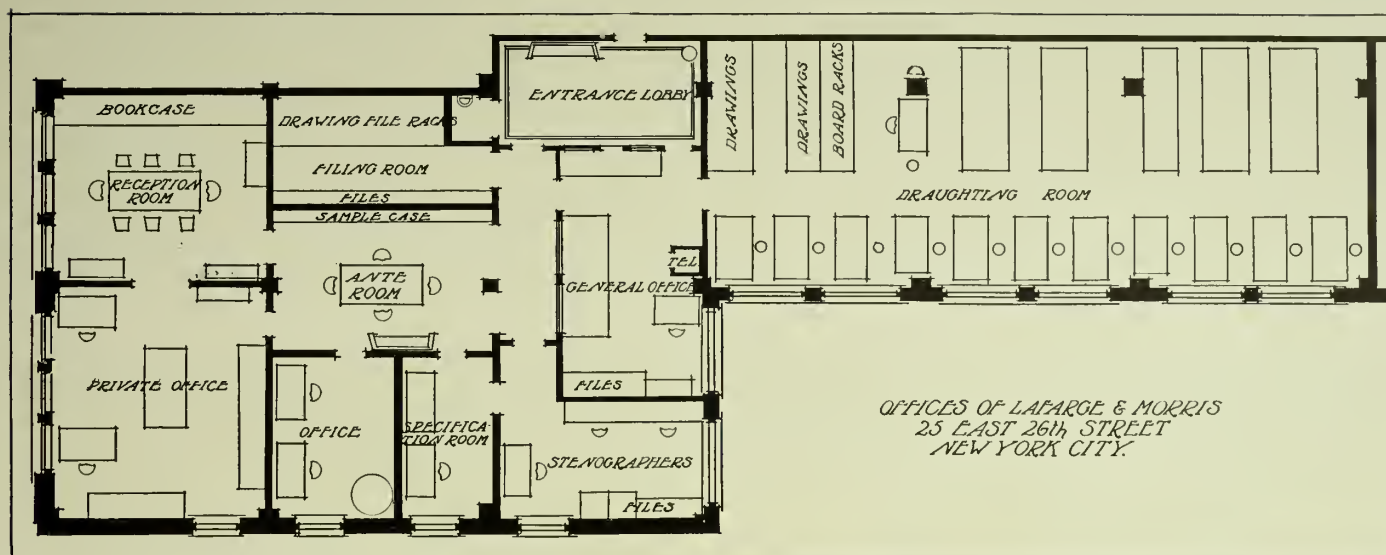 BOOKCASE
DRAWING FILE RACKS
ENTRANCE LOBBY
DRAWINGS
DRAWINGS
BOARD RACKS
FILING ROOM
RECEPTION
ROOM
FILES
SAMPLE CASE
DRAUGHTING ROOM
TEL.
ANTE
ROOM
GENERAL OFFICE
PRIVATE OFFICE
FILES
OFFICE
SPECIFICA-
TION ROOM
STENOGRAPHERS
FILES
OFFICES OF LAFARGE & MORRIS
25 EAST 26th STREET
NEW YORK CITY.